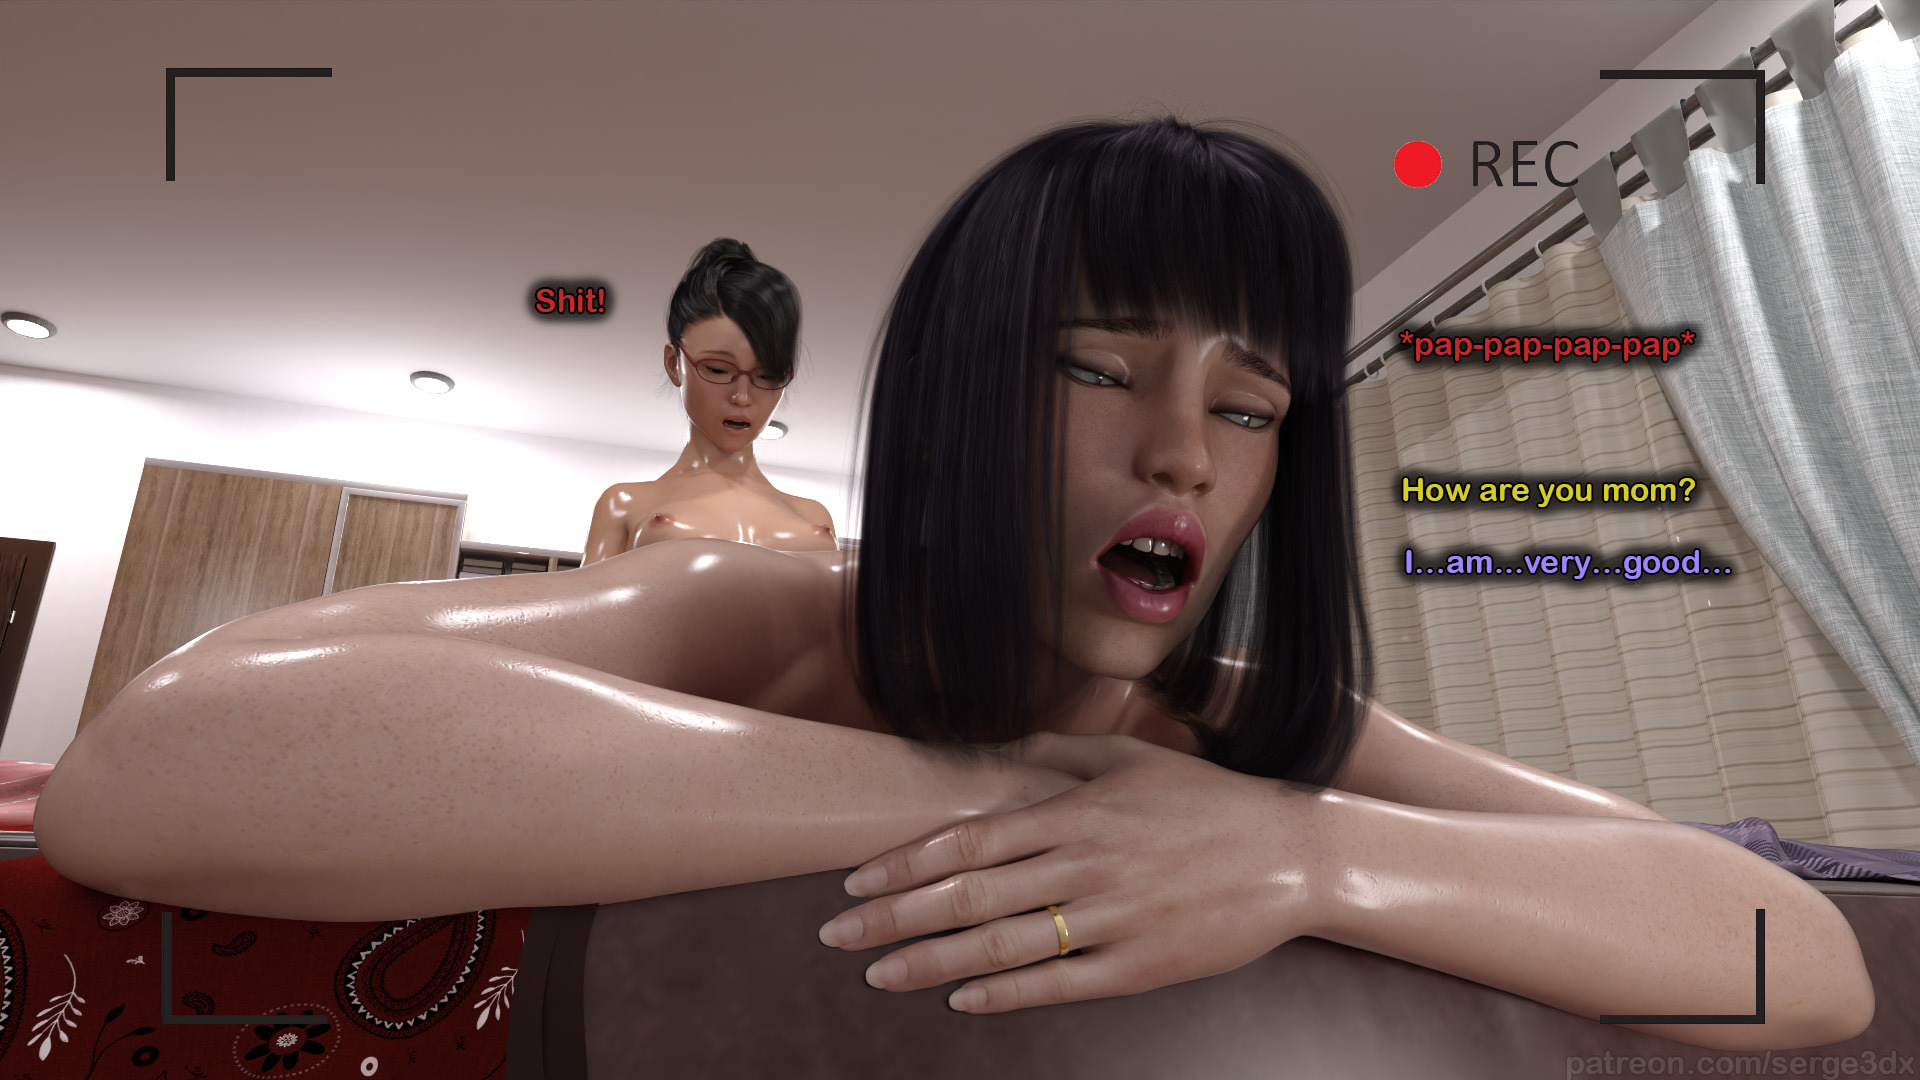 REC
Shit!
*pap-pap-pap-pap*
How are you mom?
I...am...very...good...
patreon.com/serge3dx